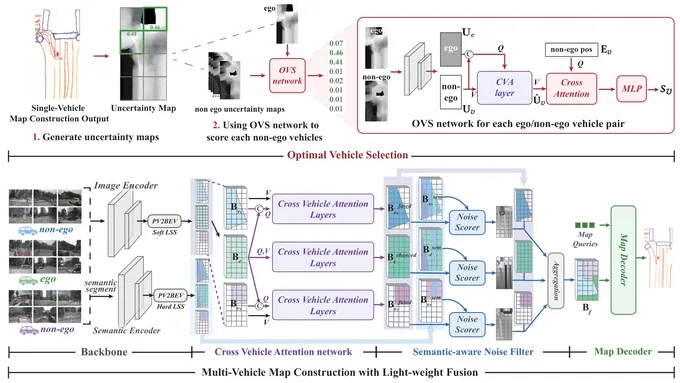 0.46
0.41
Single-Vehicle
Map Construction Output
Uncertainty Map
1. Generate uncertainty maps
ego
non ego uncertainty maps
OVS
network
2. Using OVS network to
score each non-ego vehicles
0.07
0.46
0.41
0.01
0.02
0.01
0.01
0.01
ego
non-ego
U_e
ego
non-
ego
U_v
C
Q
V
CVA
layer
V
Û_v
non-ego pos
E_v
Q
Cross
Attention
MLP
S_v
OVS network for each ego/non-ego vehicle pair
Optimal Vehicle Selection
Image Encoder
PV2BEV
Soft LSS
non-ego
ego
semantic
segment
PV2BEV
Hard LSS
non-ego
Semantic Encoder
V
Q
C
Cross Vehicle Attention
Layers
Q,V
Cross Vehicle Attention
Layers
Q
C
V
Cross Vehicle Attention
Layers
Noise
Scorer
Noise
Scorer
Noise
Scorer
Aggregation
B_f
Map
Queries
Map Decoder
Backbone
Cross Vehicle Attention network
Semantic-aware Noise Filter
Map Decoder
Multi-Vehicle Map Construction with Light-weight Fusion